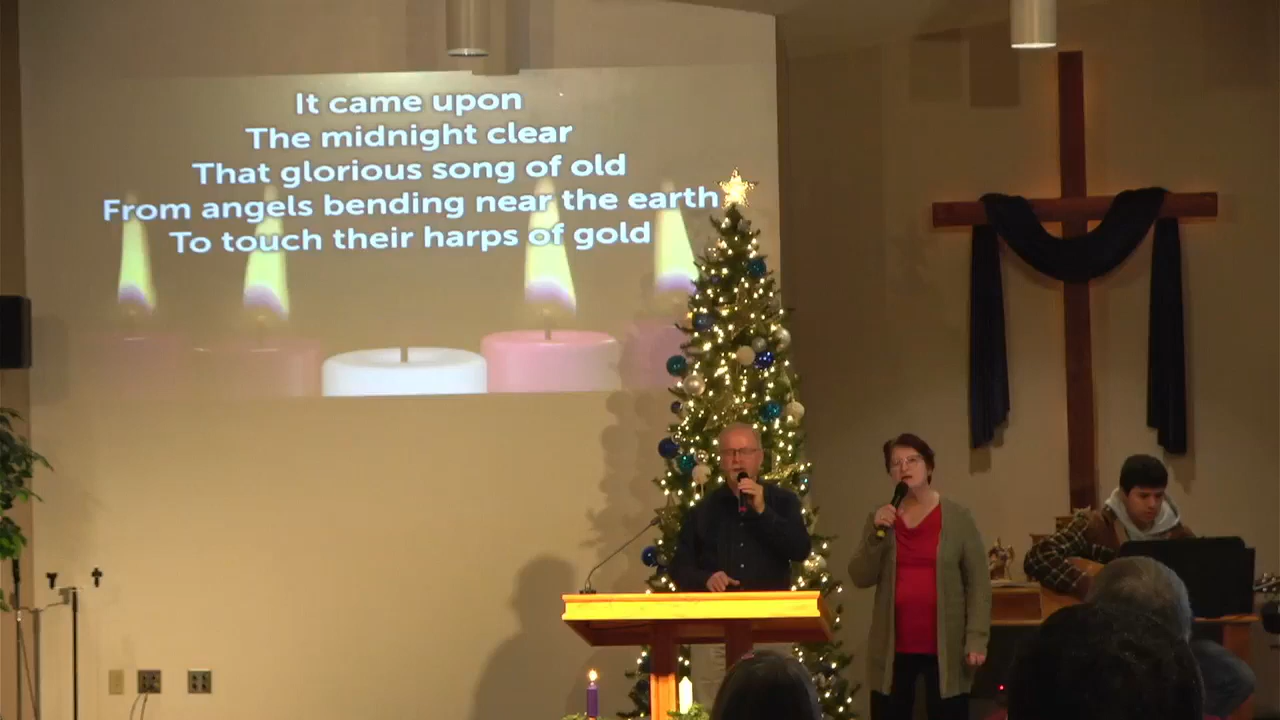 It came upon
The midnight clear
That glorious song of old
From angels bending near the earth
To touch their harps of gold